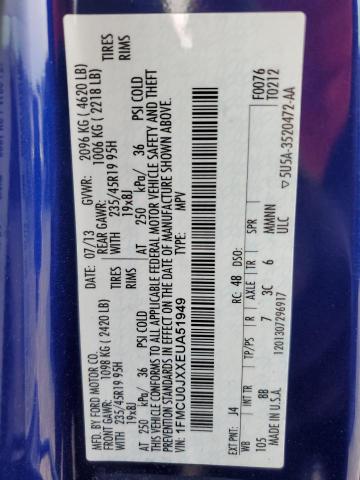 MFD. BY FORD MOTOR CO.
DATE: 07/13 GVWR: 2096 KG ( 4620 LB)
FRONT GAWR: 1098 KG (2420 LB) REAR GAWR: 1006 KG ( 2218 LB)
WITH 235/45R19 95H TIRES WITH 235/45R19 95H TIRES
19x8J RIMS 19x8J RIMS
AT 250 kPa/ 36 PSI COLD AT 250 kPa/ 36 PSI COLD
THIS VEHICLE CONFORMS TO ALL APPLICABLE FEDERAL MOTOR VEHICLE SAFETY AND THEFT PREVENTION
STANDARDS IN EFFECT ON THE DATE OF MANUFACTURE SHOWN ABOVE.
VIN: 1FMCU0JXXEUA51949
TYPE: MPV
F0076
T0212
EXT PNT: J4 RC: 48 DSO:
WB INT TR TP/PS R AXLE TR SPR
105 BB 7 3C 6 MMNNN
MADE IN U.S.A. ULC
1201307296917
5U5A-3520472-AA